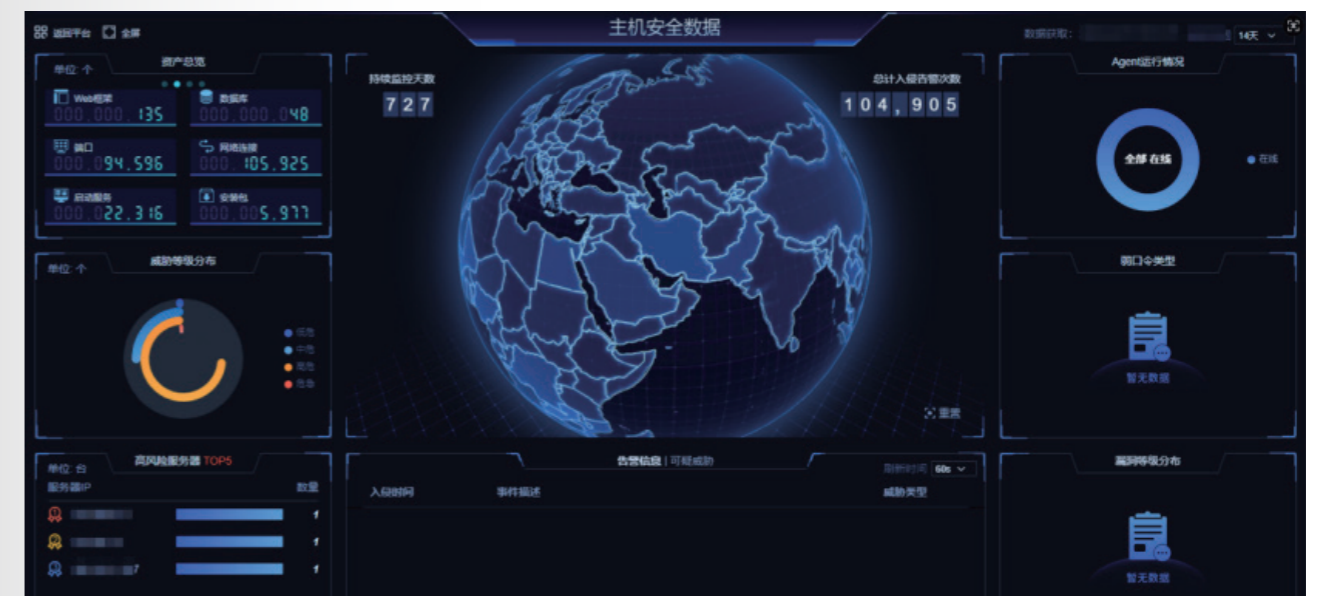 返回平台 全屏
主机安全数据
数据获取:
14天
单位: 个
资产总览
Web框架
000.000.135
数据库
000.000.048
端口
000.094,596
网络连接
000.105,925
启动服务
000.022,316
安装包
000.005,977
持续监控天数
727
总计入侵告警次数
104,905
重置
Agent运行情况
全部 在线
在线
单位: 个
威胁等级分布
低危
中危
高危
危急
弱口令类型
暂无数据
单位: 台
高风险服务器 TOP5
服务器IP 数量
1
1
7 1
告警信息 | 可疑威胁
刷新时间 60s
入侵时间 事件描述 威胁类型
漏洞等级分布
暂无数据